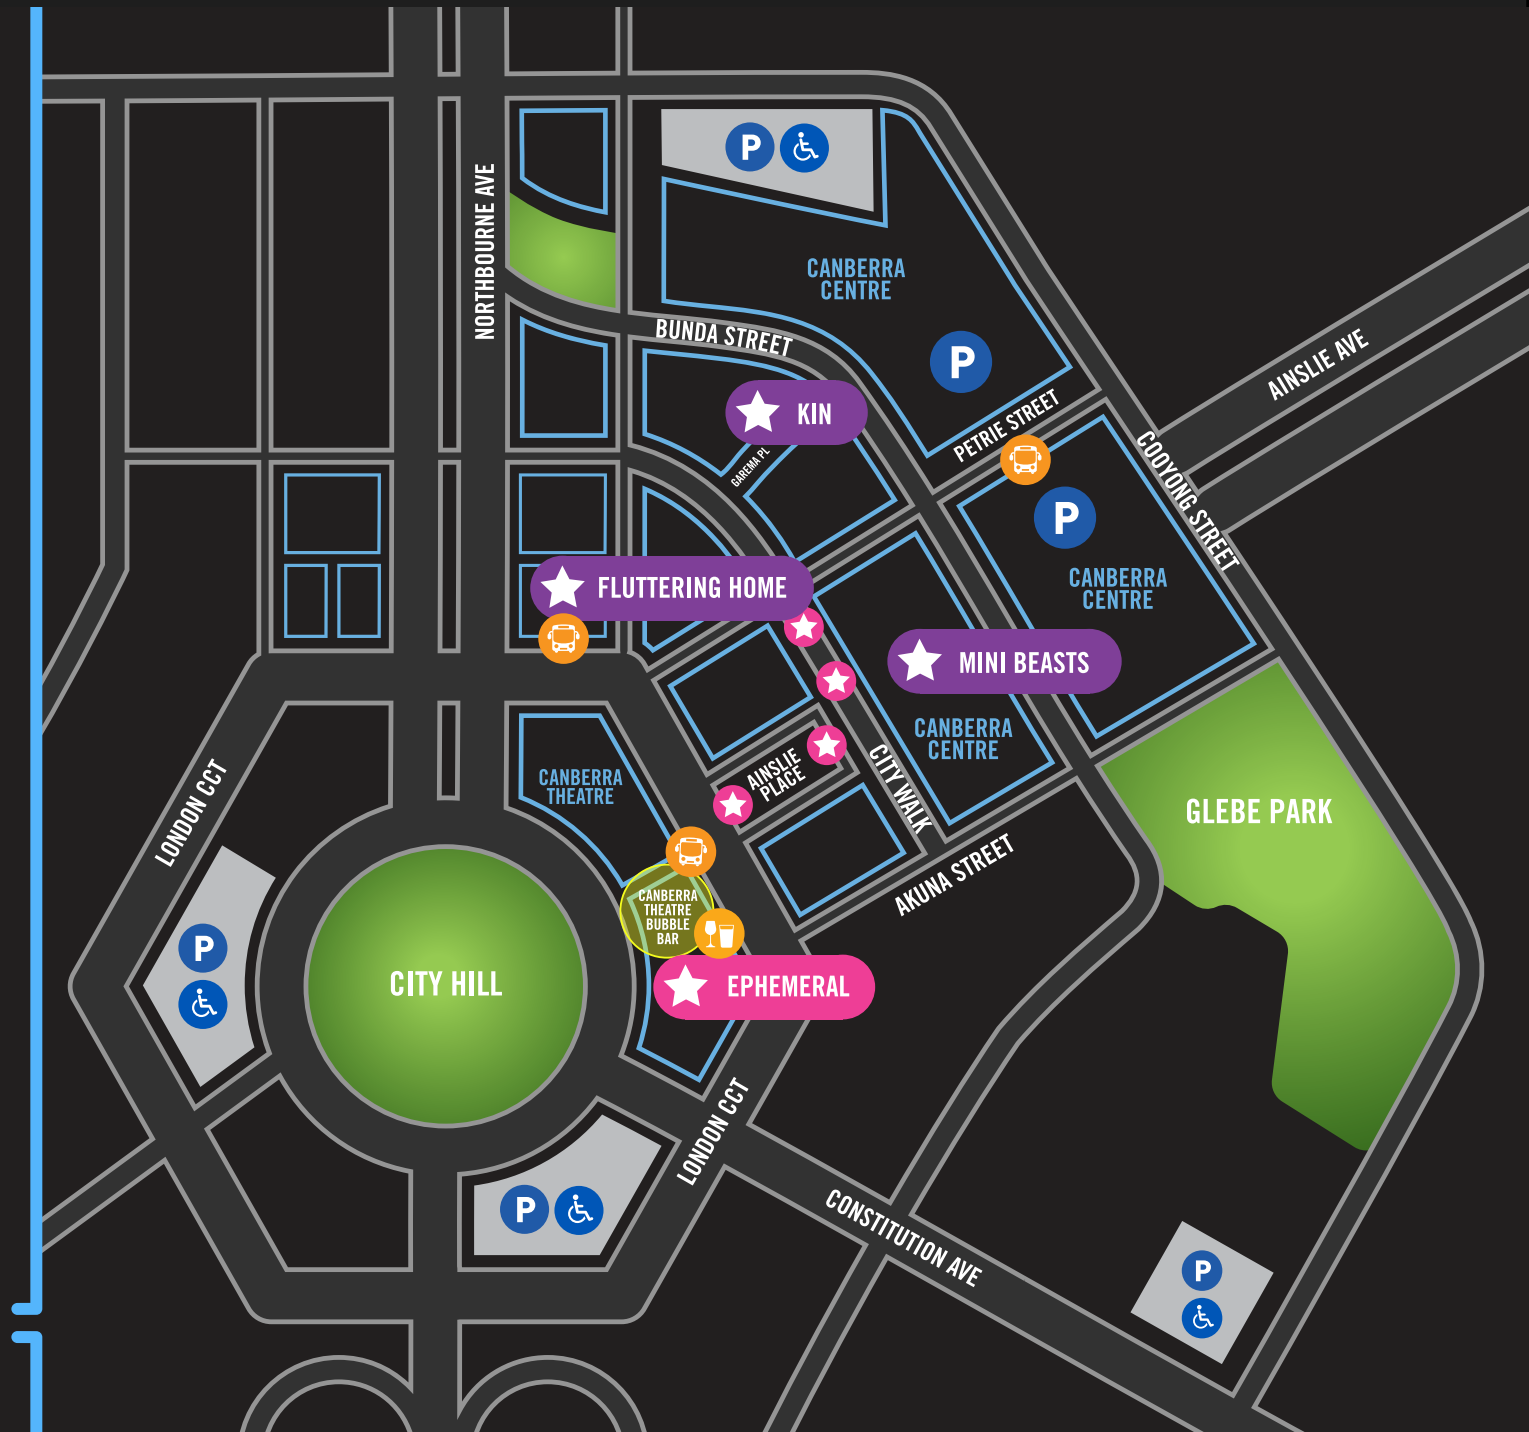 P
NORTHBOURNE AVE
CANBERRA
CENTRE
BUNDA STREET
AINSLIE AVE
P
KIN
PETRIE STREET
GAREMA PL
COOYONG STREET
P
CANBERRA
CENTRE
FLUTTERING HOME
MINI BEASTS
CANBERRA
CENTRE
CANBERRA
THEATRE
AINSLIE
PLACE
CITY WALK
LONDON CCT
GLEBE PARK
AKUNA STREET
CANBERRA
THEATRE
BUBBLE
BAR
P
CITY HILL
EPHEMERAL
LONDON CCT
P
CONSTITUTION AVE
P